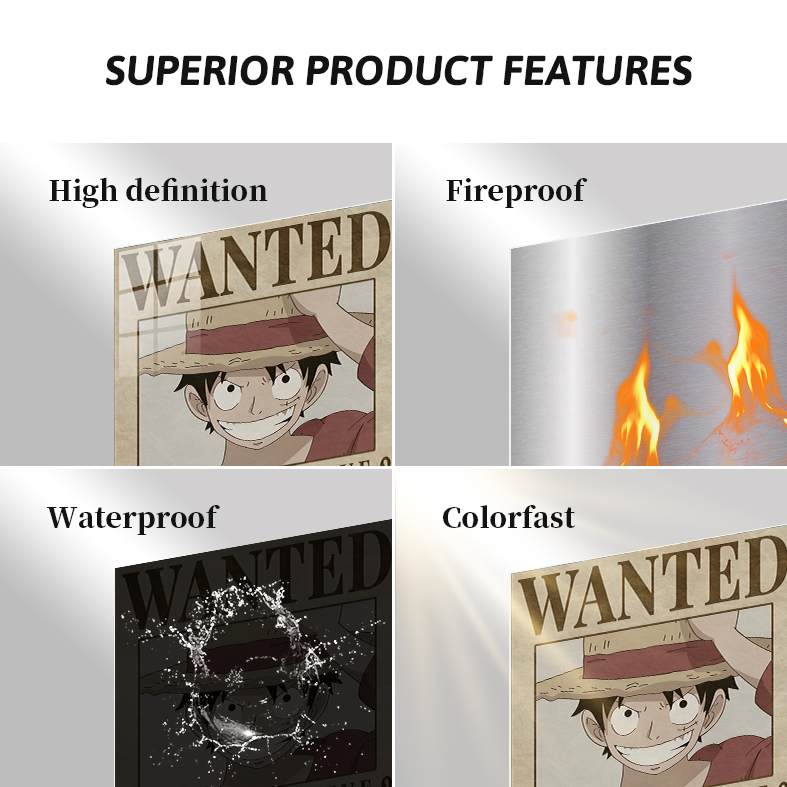 SUPERIOR PRODUCT FEATURES
High definition
Fireproof
WANTED
Waterproof
Colorfast
WANTED
WANTED